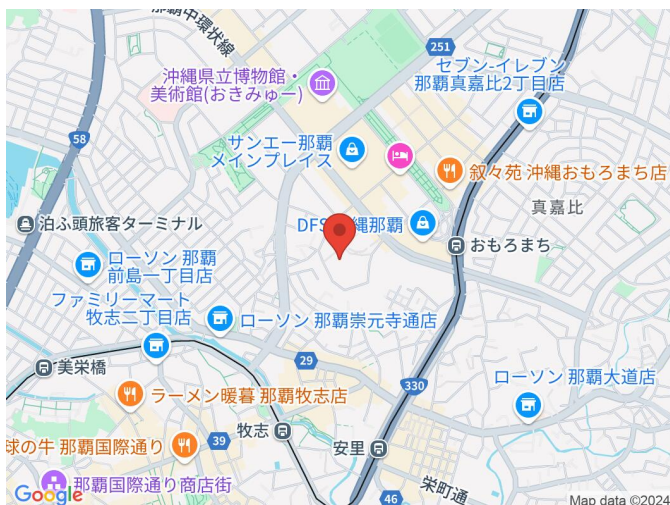 那覇中環状線
251
セブン-イレブン
那覇真嘉比2丁目店
沖縄県立博物館・
美術館(おきみゅー)
58
サンエー那覇
メインプレイス
叙々苑 沖縄おもろまち店
真嘉比
泊ふ頭旅客ターミナル
DFS
縄那覇
おもろまち
ローソン 那覇
前島一丁目店
ファミリーマート
牧志二丁目店
ローソン 那覇崇元寺通店
29
美栄橋
330
ローソン 那覇大道店
ラーメン暖暮 那覇牧志店
牧志
39
球の牛 那覇国際通り
安里
栄町通
那覇国際通り商店街
46
Google
Map data ©2024